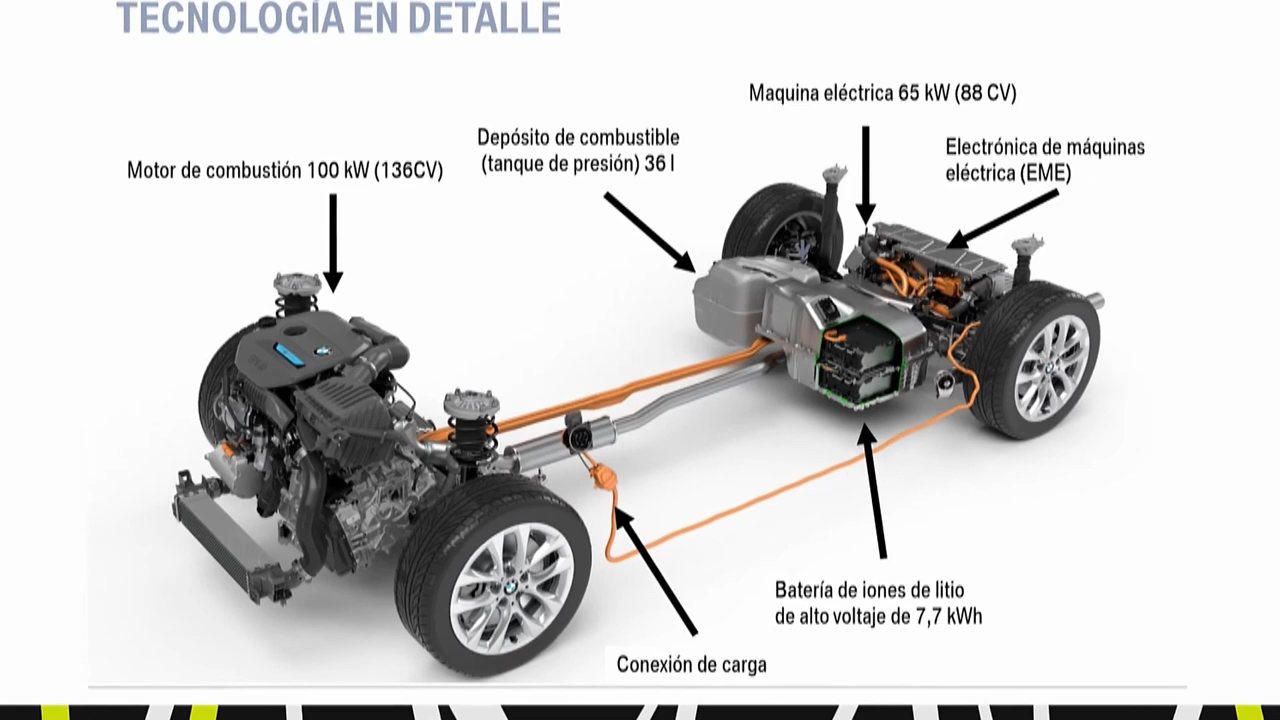 TECNOLOGÍA EN DETALLE
Maquina eléctrica 65 kW (88 CV)
Depósito de combustible
(tanque de presión) 36 l
Electrónica de máquinas
eléctrica (EME)
Motor de combustión 100 kW (136CV)
Batería de iones de litio
de alto voltaje de 7,7 kWh
Conexión de carga